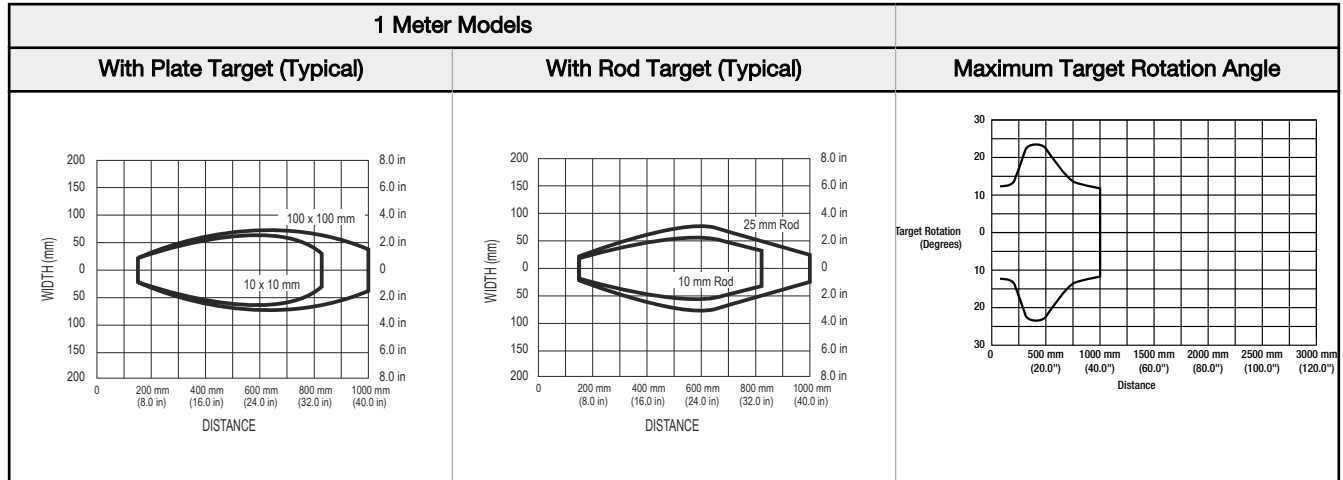 1 Meter Models
With Plate Target (Typical)
With Rod Target (Typical)
Maximum Target Rotation Angle
200
150
100
50
0
50
100
150
200
WIDTH (mm)
8.0 in
6.0 in
4.0 in
2.0 in
0
2.0 in
4.0 in
6.0 in
8.0 in
100 x 100 mm
10 x 10 mm
0 200 mm 400 mm 600 mm 800 mm 1000 mm
(8.0 in) (16.0 in) (24.0 in) (32.0 in) (40.0 in)
DISTANCE
200
150
100
50
0
50
100
150
200
WIDTH (mm)
8.0 in
6.0 in
4.0 in
2.0 in
0
2.0 in
4.0 in
6.0 in
8.0 in
25 mm Rod
10 mm Rod
0 200 mm 400 mm 600 mm 800 mm 1000 mm
(8.0 in) (16.0 in) (24.0 in) (32.0 in) (40.0 in)
DISTANCE
30
20
10
0
10
20
30
Target Rotation
(Degrees)
0 500 mm 1000 mm 1500 mm 2000 mm 2500 mm 3000 mm
(20.0") (40.0") (60.0") (80.0") (100.0") (120.0")
Distance